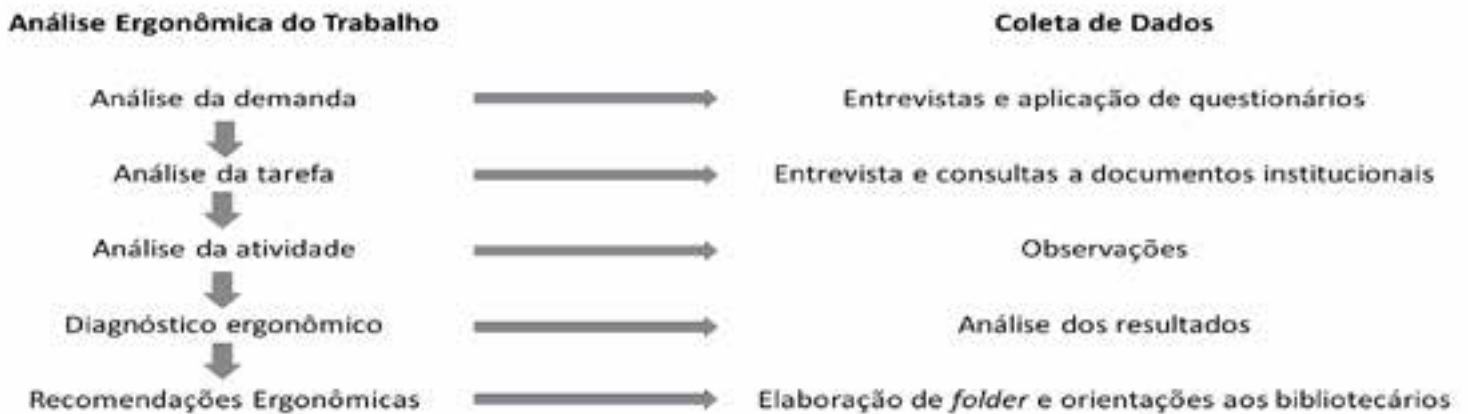 Análise Ergonômica do Trabalho Coleta de Dados
Análise da demanda Entrevistas e aplicação de questionários
Análise da tarefa Entrevista e consultas a documentos institucionais
Análise da atividade Observações
Diagnóstico ergonômico Análise dos resultados
Recomendações Ergonômicas Elaboração de folder e orientações aos bibliotecários